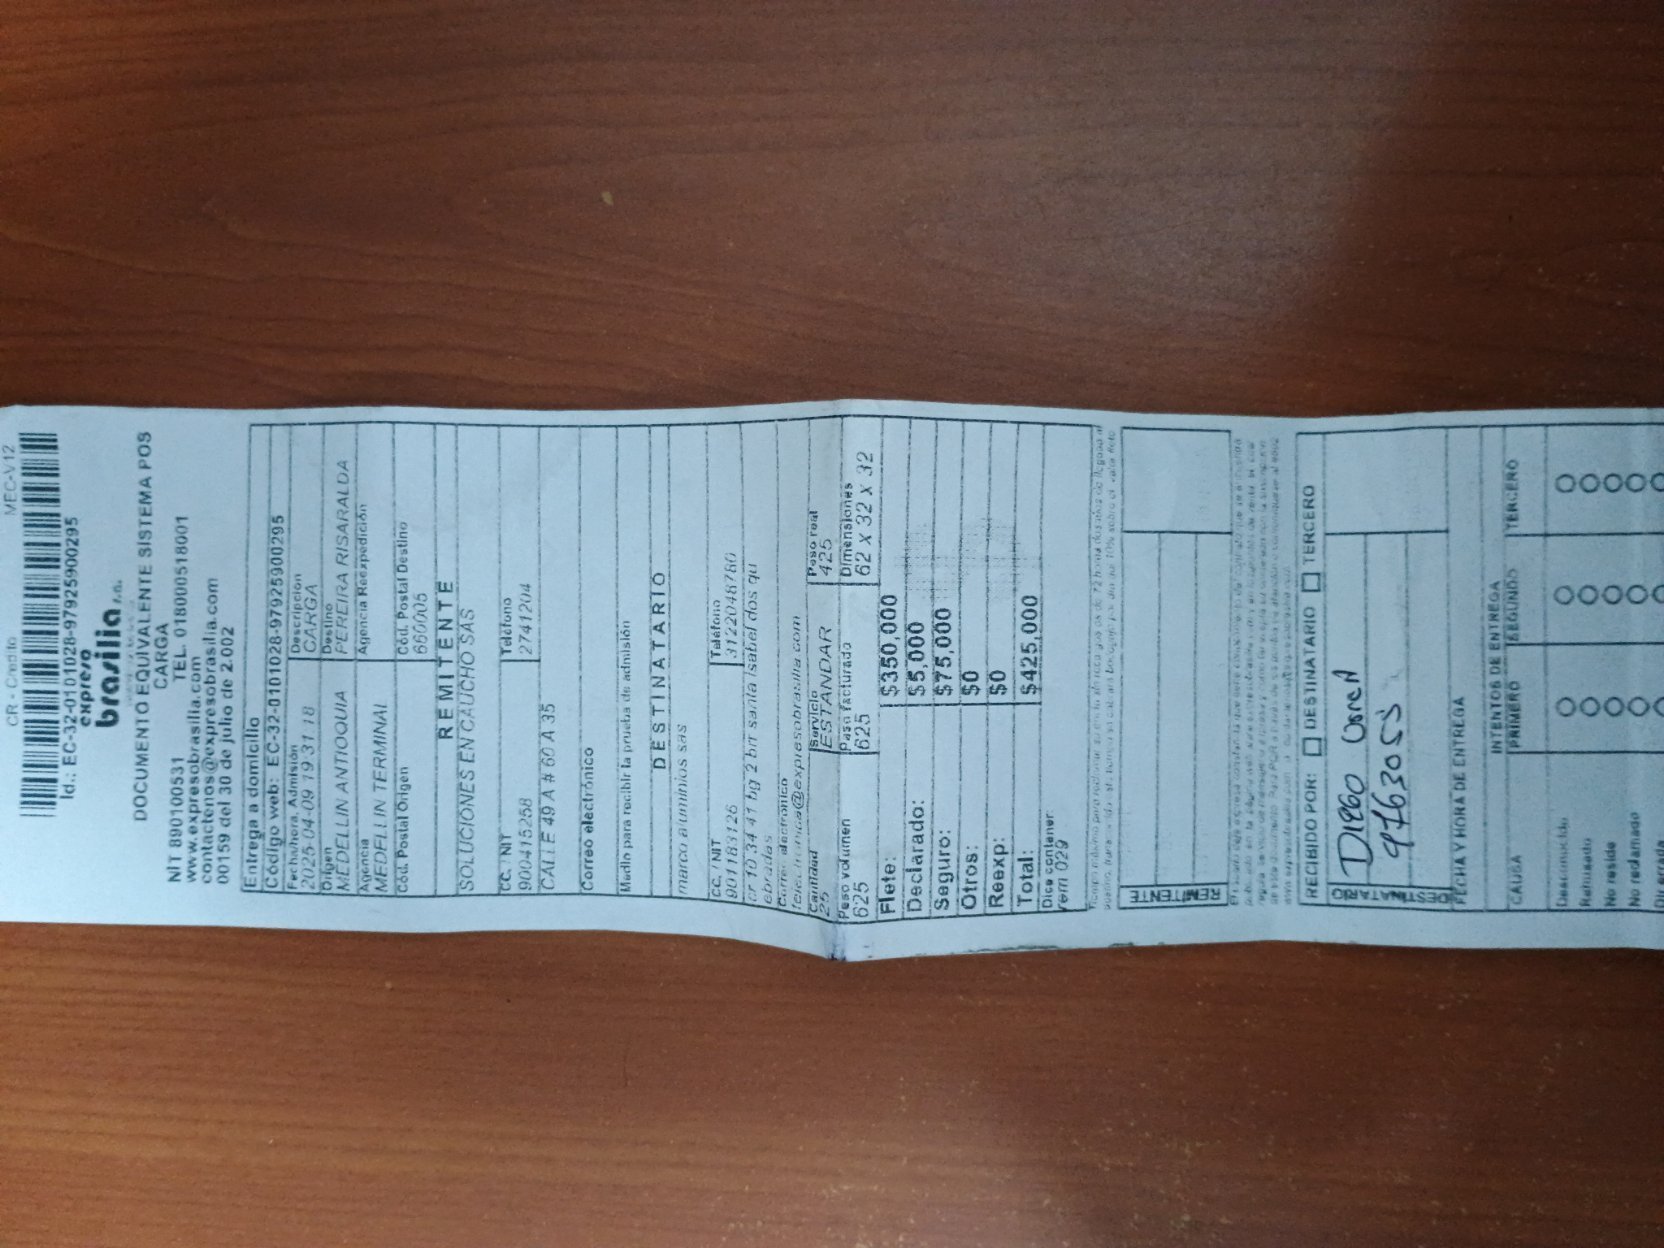 CR - Credito MEC-V12
Id.: EC-32-0101028-9792590295
expreso
brasilia s.a.
DOCUMENTO EQUIVALENTE SISTEMA POS
CARGA
NIT 890100531 TEL. 018000518001
www.expresobrasilia.com
contactenos@expresobrasilia.com
00159 del 30 de julio de 2.002
Entrega a domicilio
Código web: EC-32-0101028-9792590295
Fecha/hora. Admisión Descripción
2025-04-09 19 31 18 CARGA
Origen Destino
MEDELLIN ANTIOQUIA PEREIRA RISARALDA
Agencia Agencia Reexpedición
MEDELLIN TERMINAL
Cód. Postal Origen Cód. Postal Destino
660005
REMITENTE
SOLUCIONES EN CAUCHO SAS
CC. / NIT Teléfono
900415258 2741204
CALLE 49 A # 60 A 35
Correo electrónico
Medio para recibir la prueba de admisión
DESTINATARIO
marco aluminios sas
CC. / NIT Teléfono
901183126 3122048780
cr 10 34 41 bg 2 brr santa isabel dos qu
ebradas
Correo electronico
Cantidad Servicio Peso real
25 ESTANDAR 425
Peso volumen Peso facturado Dimensiones
625 625 62 x 32 x 32
Flete: $350,000
Declarado: $5,000
Seguro: $75,000
Otros: $0
Reexp: $0
Total: $425,000
Dice contener
rem 029
REMITENTE
RECIBIDO POR: DESTINATARIO TERCERO
DESTINATARIO
Diego
FECHA Y HORA DE ENTREGA
INTENTOS DE ENTREGA
CAUSA PRIMERO SEGUNDO TERCERO
Desconocido
Rehusado
No reside
No reclamado